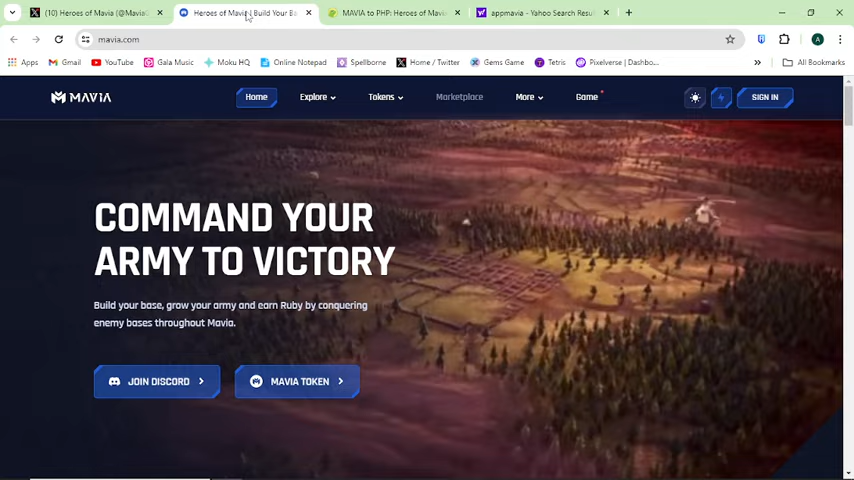 (10) Heroes of Mavia (@Mavia
Heroes of Mavia | Build Your Ba
MAVIA to PHP: Heroes of Mavi
appmavia - Yahoo Search Resul
mavia.com
Apps
Gmail
YouTube
Gala Music
Moku HQ
Online Notepad
Spellborne
Home / Twitter
Gems Game
Tetris
Pixelverse | Dashbo...
All Bookmarks
MAVIA
Home
Explore
Tokens
Marketplace
More
Game
SIGN IN
COMMAND YOUR
ARMY TO VICTORY
Build your base, grow your army and earn Ruby by conquering
enemy bases throughout Mavia.
JOIN DISCORD
MAVIA TOKEN